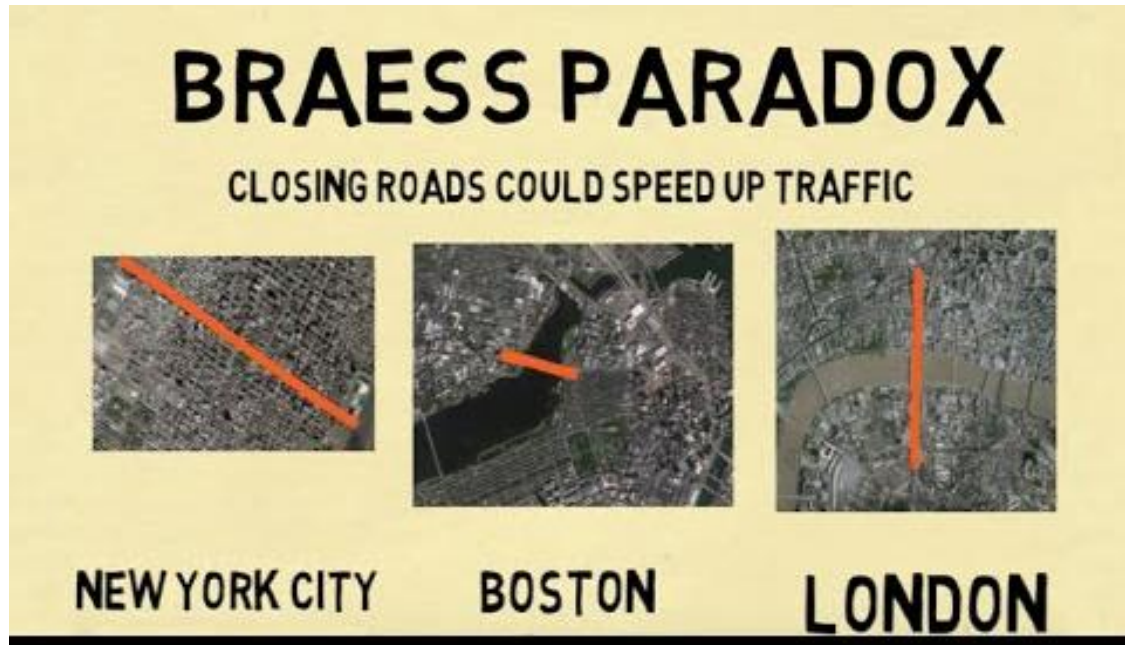 BRAESS PARADOX
CLOSING ROADS COULD SPEED UP TRAFFIC
NEW YORK CITY
BOSTON
LONDON